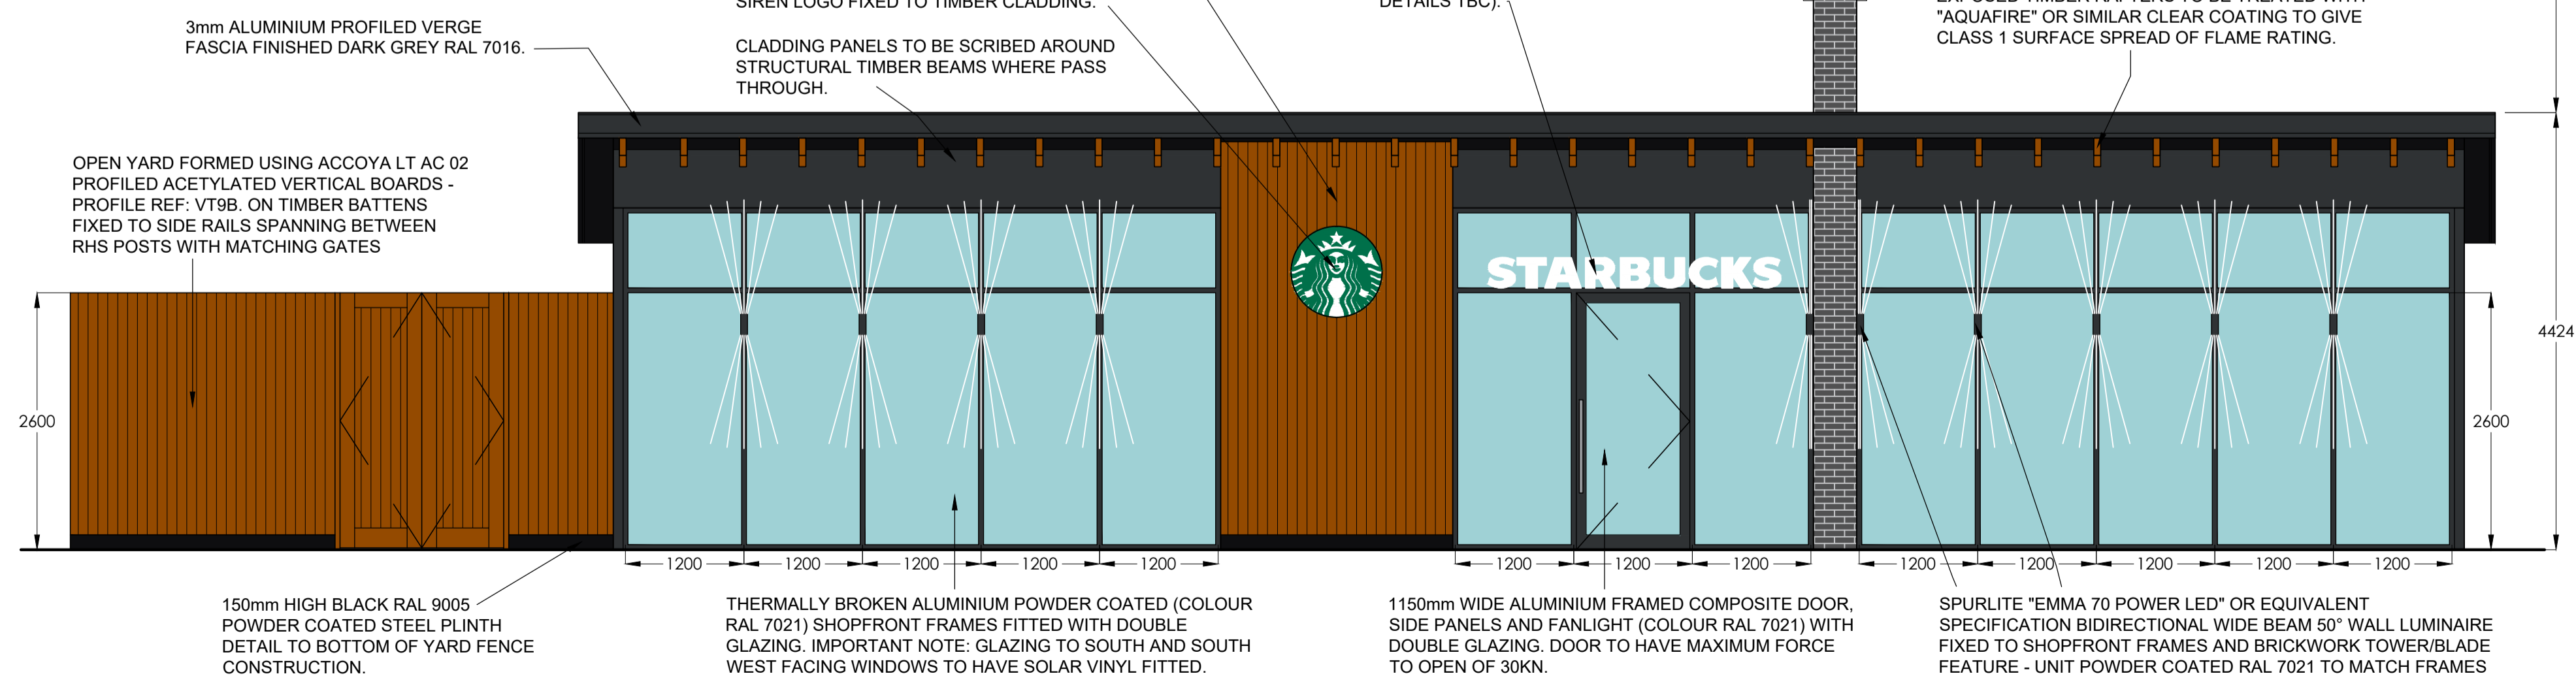 SIREN LOGO FIXED TO TIMBER CLADDING.
DETAILS TBC).
EXPOSED TIMBER RAFTERS TO BE TREATED WITH
"AQUAFIRE" OR SIMILAR CLEAR COATING TO GIVE
CLASS 1 SURFACE SPREAD OF FLAME RATING.
3mm ALUMINIUM PROFILED VERGE
FASCIA FINISHED DARK GREY RAL 7016.
CLADDING PANELS TO BE SCRIBED AROUND
STRUCTURAL TIMBER BEAMS WHERE PASS
THROUGH.
OPEN YARD FORMED USING ACCOYA LT AC 02
PROFILED ACETYLATED VERTICAL BOARDS -
PROFILE REF: VT9B. ON TIMBER BATTENS
FIXED TO SIDE RAILS SPANNING BETWEEN
RHS POSTS WITH MATCHING GATES
STARBUCKS
4424
2600
2600
1200 1200 1200 1200 1200
1200 1200 1200
1200 1200 1200 1200 1200
150mm HIGH BLACK RAL 9005
POWDER COATED STEEL PLINTH
DETAIL TO BOTTOM OF YARD FENCE
CONSTRUCTION.
THERMALLY BROKEN ALUMINIUM POWDER COATED (COLOUR
RAL 7021) SHOPFRONT FRAMES FITTED WITH DOUBLE
GLAZING. IMPORTANT NOTE: GLAZING TO SOUTH AND SOUTH
WEST FACING WINDOWS TO HAVE SOLAR VINYL FITTED.
1150mm WIDE ALUMINIUM FRAMED COMPOSITE DOOR,
SIDE PANELS AND FANLIGHT (COLOUR RAL 7021) WITH
DOUBLE GLAZING. DOOR TO HAVE MAXIMUM FORCE
TO OPEN OF 30KN.
SPURLITE "EMMA 70 POWER LED" OR EQUIVALENT
SPECIFICATION BIDIRECTIONAL WIDE BEAM 50° WALL LUMINAIRE
FIXED TO SHOPFRONT FRAMES AND BRICKWORK TOWER/BLADE
FEATURE - UNIT POWDER COATED RAL 7021 TO MATCH FRAMES